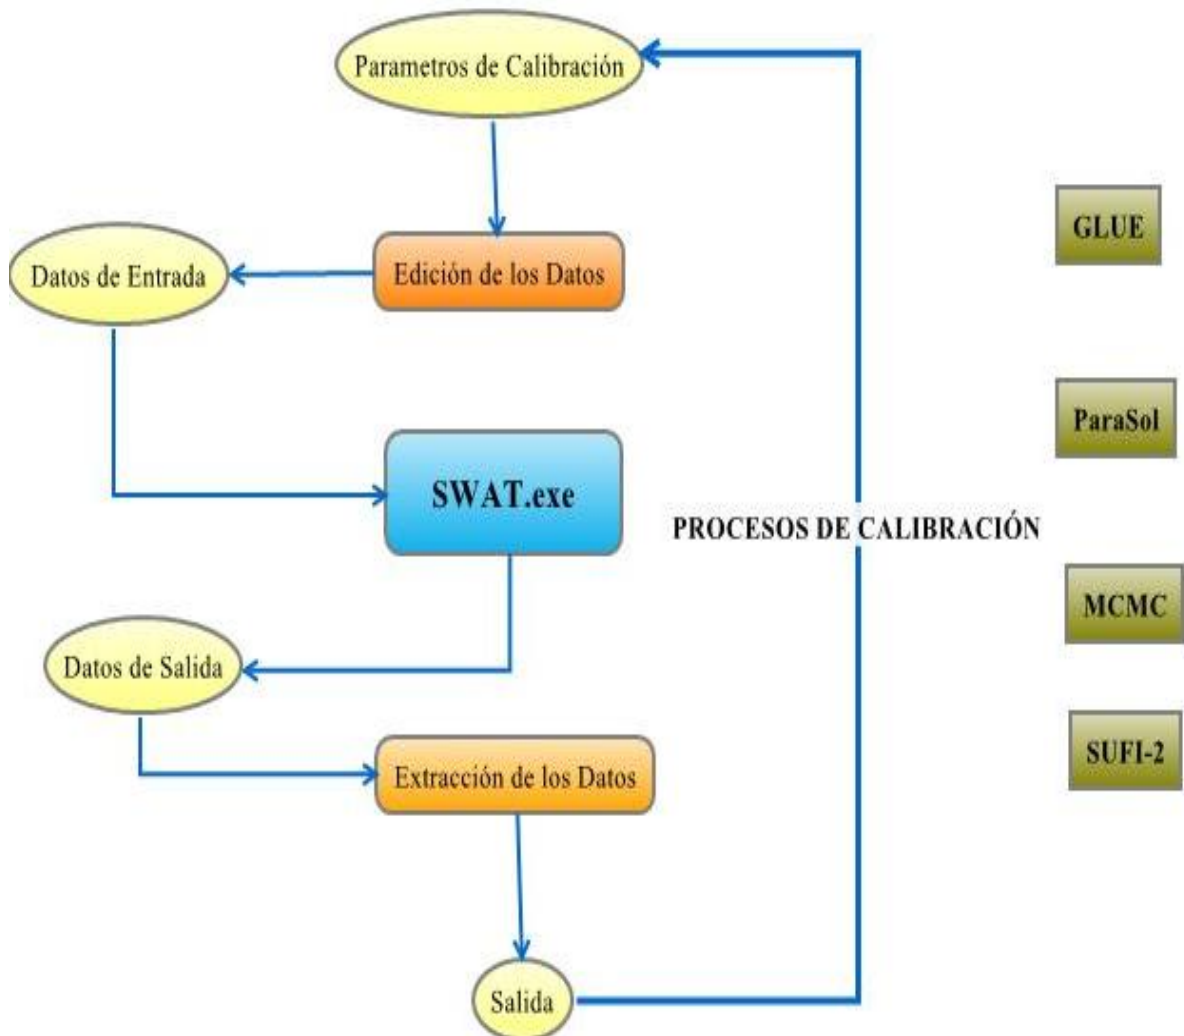 Parametros de Calibración
Edición de los Datos
Datos de Entrada
SWAT.exe
Datos de Salida
Extracción de los Datos
Salida
PROCESOS DE CALIBRACIÓN
GLUE
ParaSol
MCMC
SUFI-2